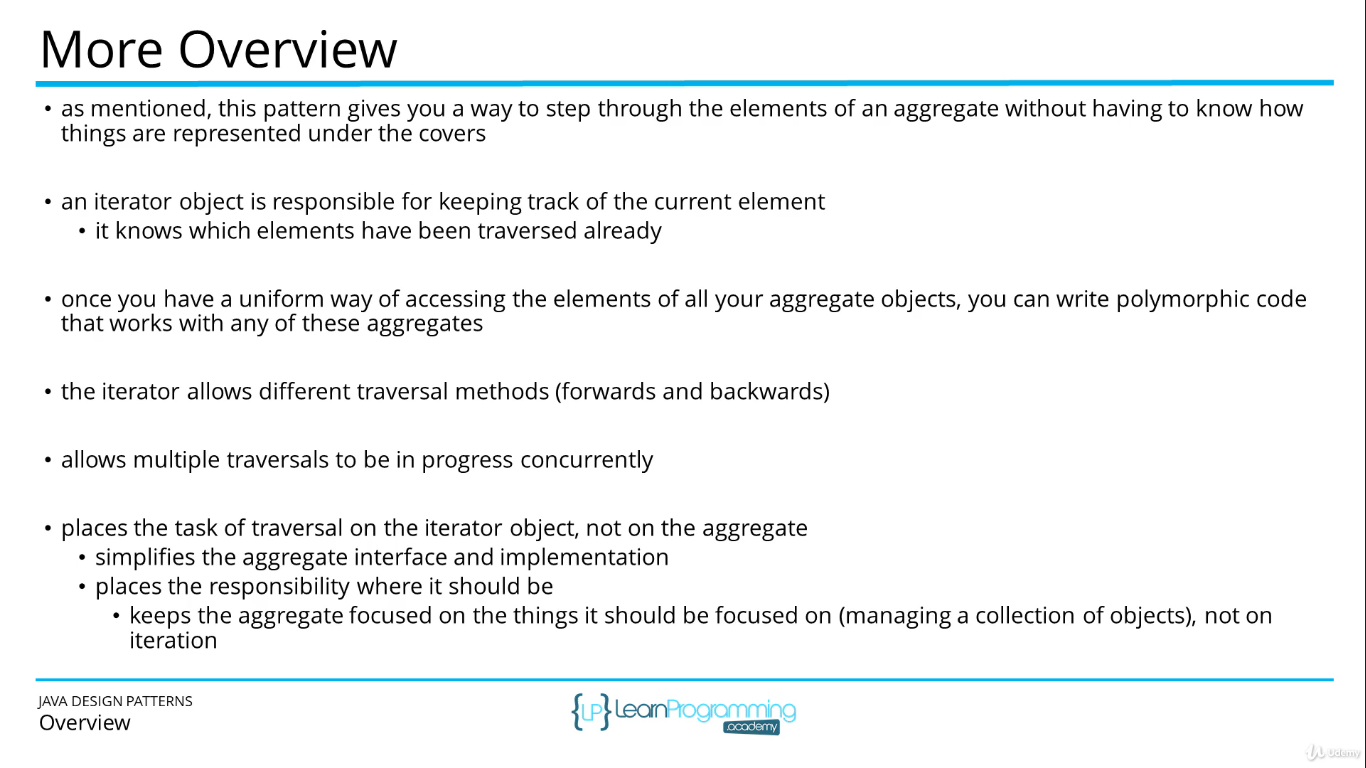 More Overview
• as mentioned, this pattern gives you a way to step through the elements of an aggregate without having to know how
things are represented under the covers
• an iterator object is responsible for keeping track of the current element
• it knows which elements have been traversed already
• once you have a uniform way of accessing the elements of all your aggregate objects, you can write polymorphic code
that works with any of these aggregates
• the iterator allows different traversal methods (forwards and backwards)
• allows multiple traversals to be in progress concurrently
• places the task of traversal on the iterator object, not on the aggregate
• simplifies the aggregate interface and implementation
• places the responsibility where it should be
• keeps the aggregate focused on the things it should be focused on (managing a collection of objects), not on
iteration
JAVA DESIGN PATTERNS
Overview
{LP} LearnProgramming
.academy
Udemy